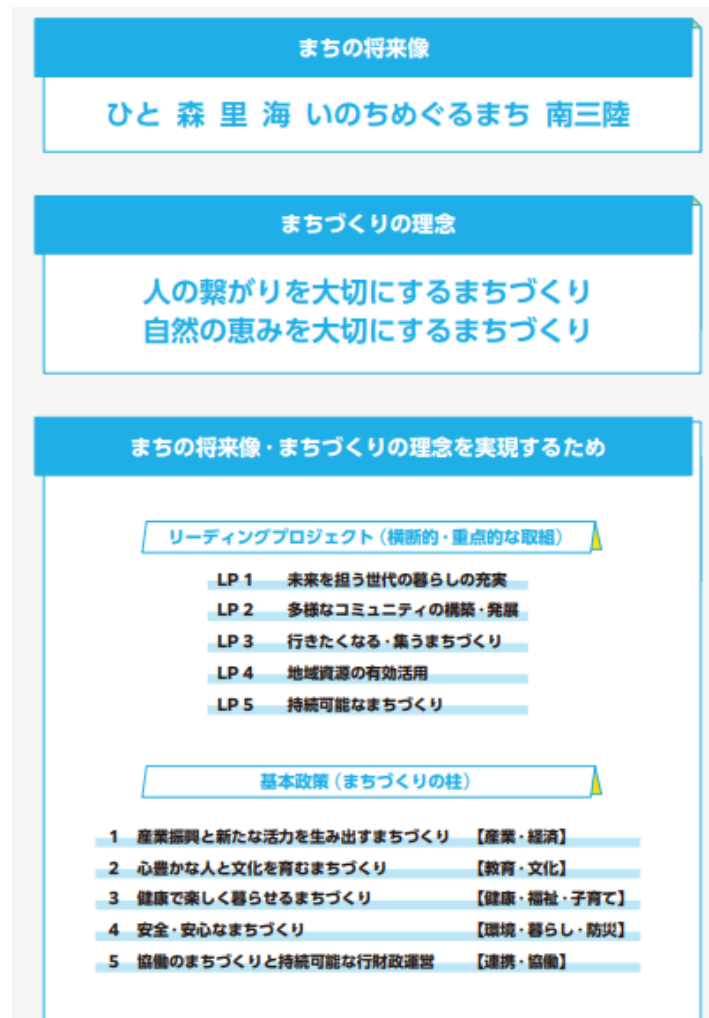 まちの将来像
ひと 森 里 海 いのちめぐるまち 南三陸
まちづくりの理念
人の繋がりを大切にするまちづくり
自然の恵みを大切にするまちづくり
まちの将来像・まちづくりの理念を実現するため
リーディングプロジェクト（横断的・重点的な取組）
LP 1 未来を担う世代の暮らしの充実
LP 2 多様なコミュニティの構築・発展
LP 3 行きたくなる・集うまちづくり
LP 4 地域資源の有効活用
LP 5 持続可能なまちづくり
基本政策（まちづくりの柱）
1 産業振興と新たな活力を生み出すまちづくり 【産業・経済】
2 心豊かな人と文化を育むまちづくり 【教育・文化】
3 健康で楽しく暮らせるまちづくり 【健康・福祉・子育て】
4 安全・安心なまちづくり 【環境・暮らし・防災】
5 協働のまちづくりと持続可能な行財政運営 【連携・協働】